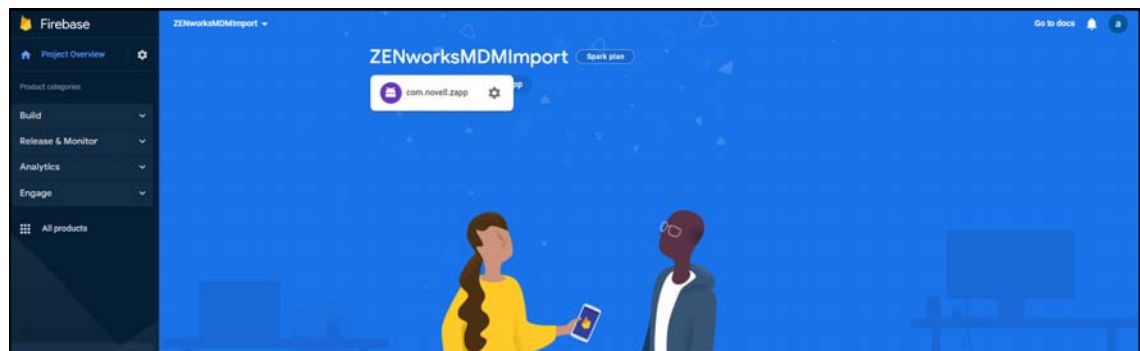 Firebase
ZENworksMDMImport
Go to docs
a
Project Overview
ZENworksMDMImport
Spark plan
Product categories
com.novell.zapp
pp
Build
Release & Monitor
Analytics
Engage
All products